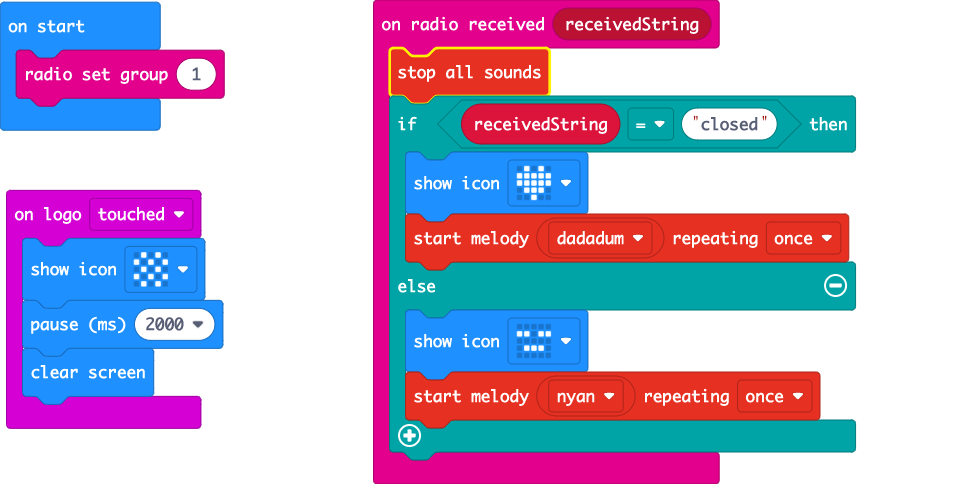 on start
radio set group 1
on logo touched
show icon
pause (ms) 2000
clear screen
on radio received receivedString
stop all sounds
if receivedString = "closed" then
show icon
start melody dadadum repeating once
else
show icon
start melody nyan repeating once